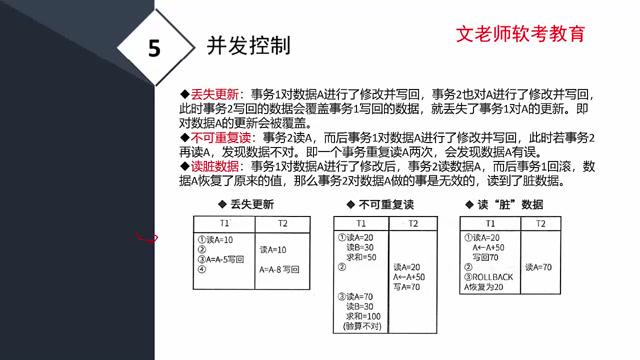 5
并发控制
文老师软考教育
◆丢失更新：事务1对数据A进行了修改并写回，事务2也对A进行了修改并写回，
此时事务2写回的数据会覆盖事务1写回的数据，就丢失了事务1对A的更新。即
对数据A的更新会被覆盖。
◆不可重复读：事务2读A，而后事务1对数据A进行了修改并写回，此时若事务2
再读A，发现数据不对。即一个事务重复读A两次，会发现数据A有误。
◆读脏数据：事务1对数据A进行了修改后，事务2读数据A，而后事务1回滚，数
据A恢复了原来的值，那么事务2对数据A做的事是无效的，读到了脏数据。
◆ 丢失更新
T1 T2
①读A=10
② 读A=10
③A=A-5写回
④ A=A-8 写回
◆ 不可重复读
T1 T2
①读A=20
读B=30
求和=50
② 读A=20
A←A+50
写A=70
③读A=70
读B=30
求和=100
(验算不对)
◆ 读“脏”数据
T1 T2
①读A=20
A←A+50
写回70
② 读A=70
③ROLLBACK
A恢复为20